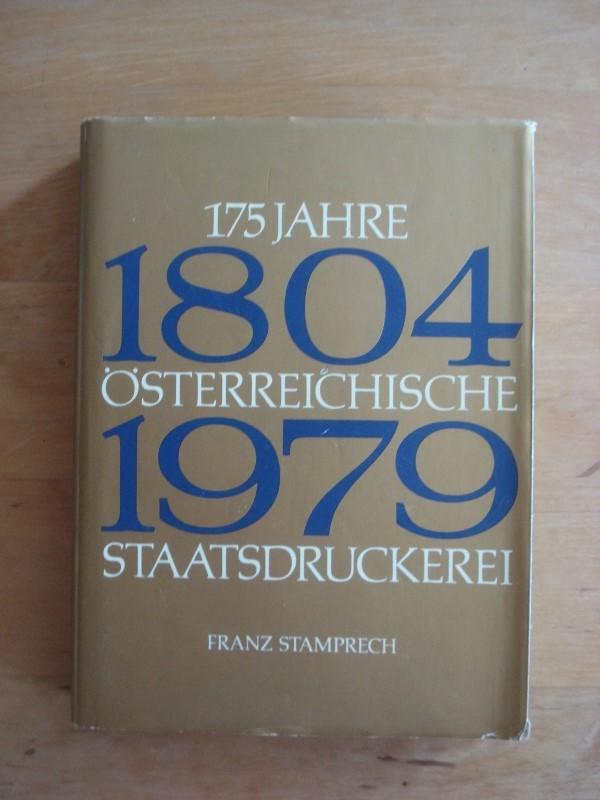 175 JAHRE
1804
ÖSTERREICHISCHE
1979
STAATSDRUCKEREI
FRANZ STAMPRECH